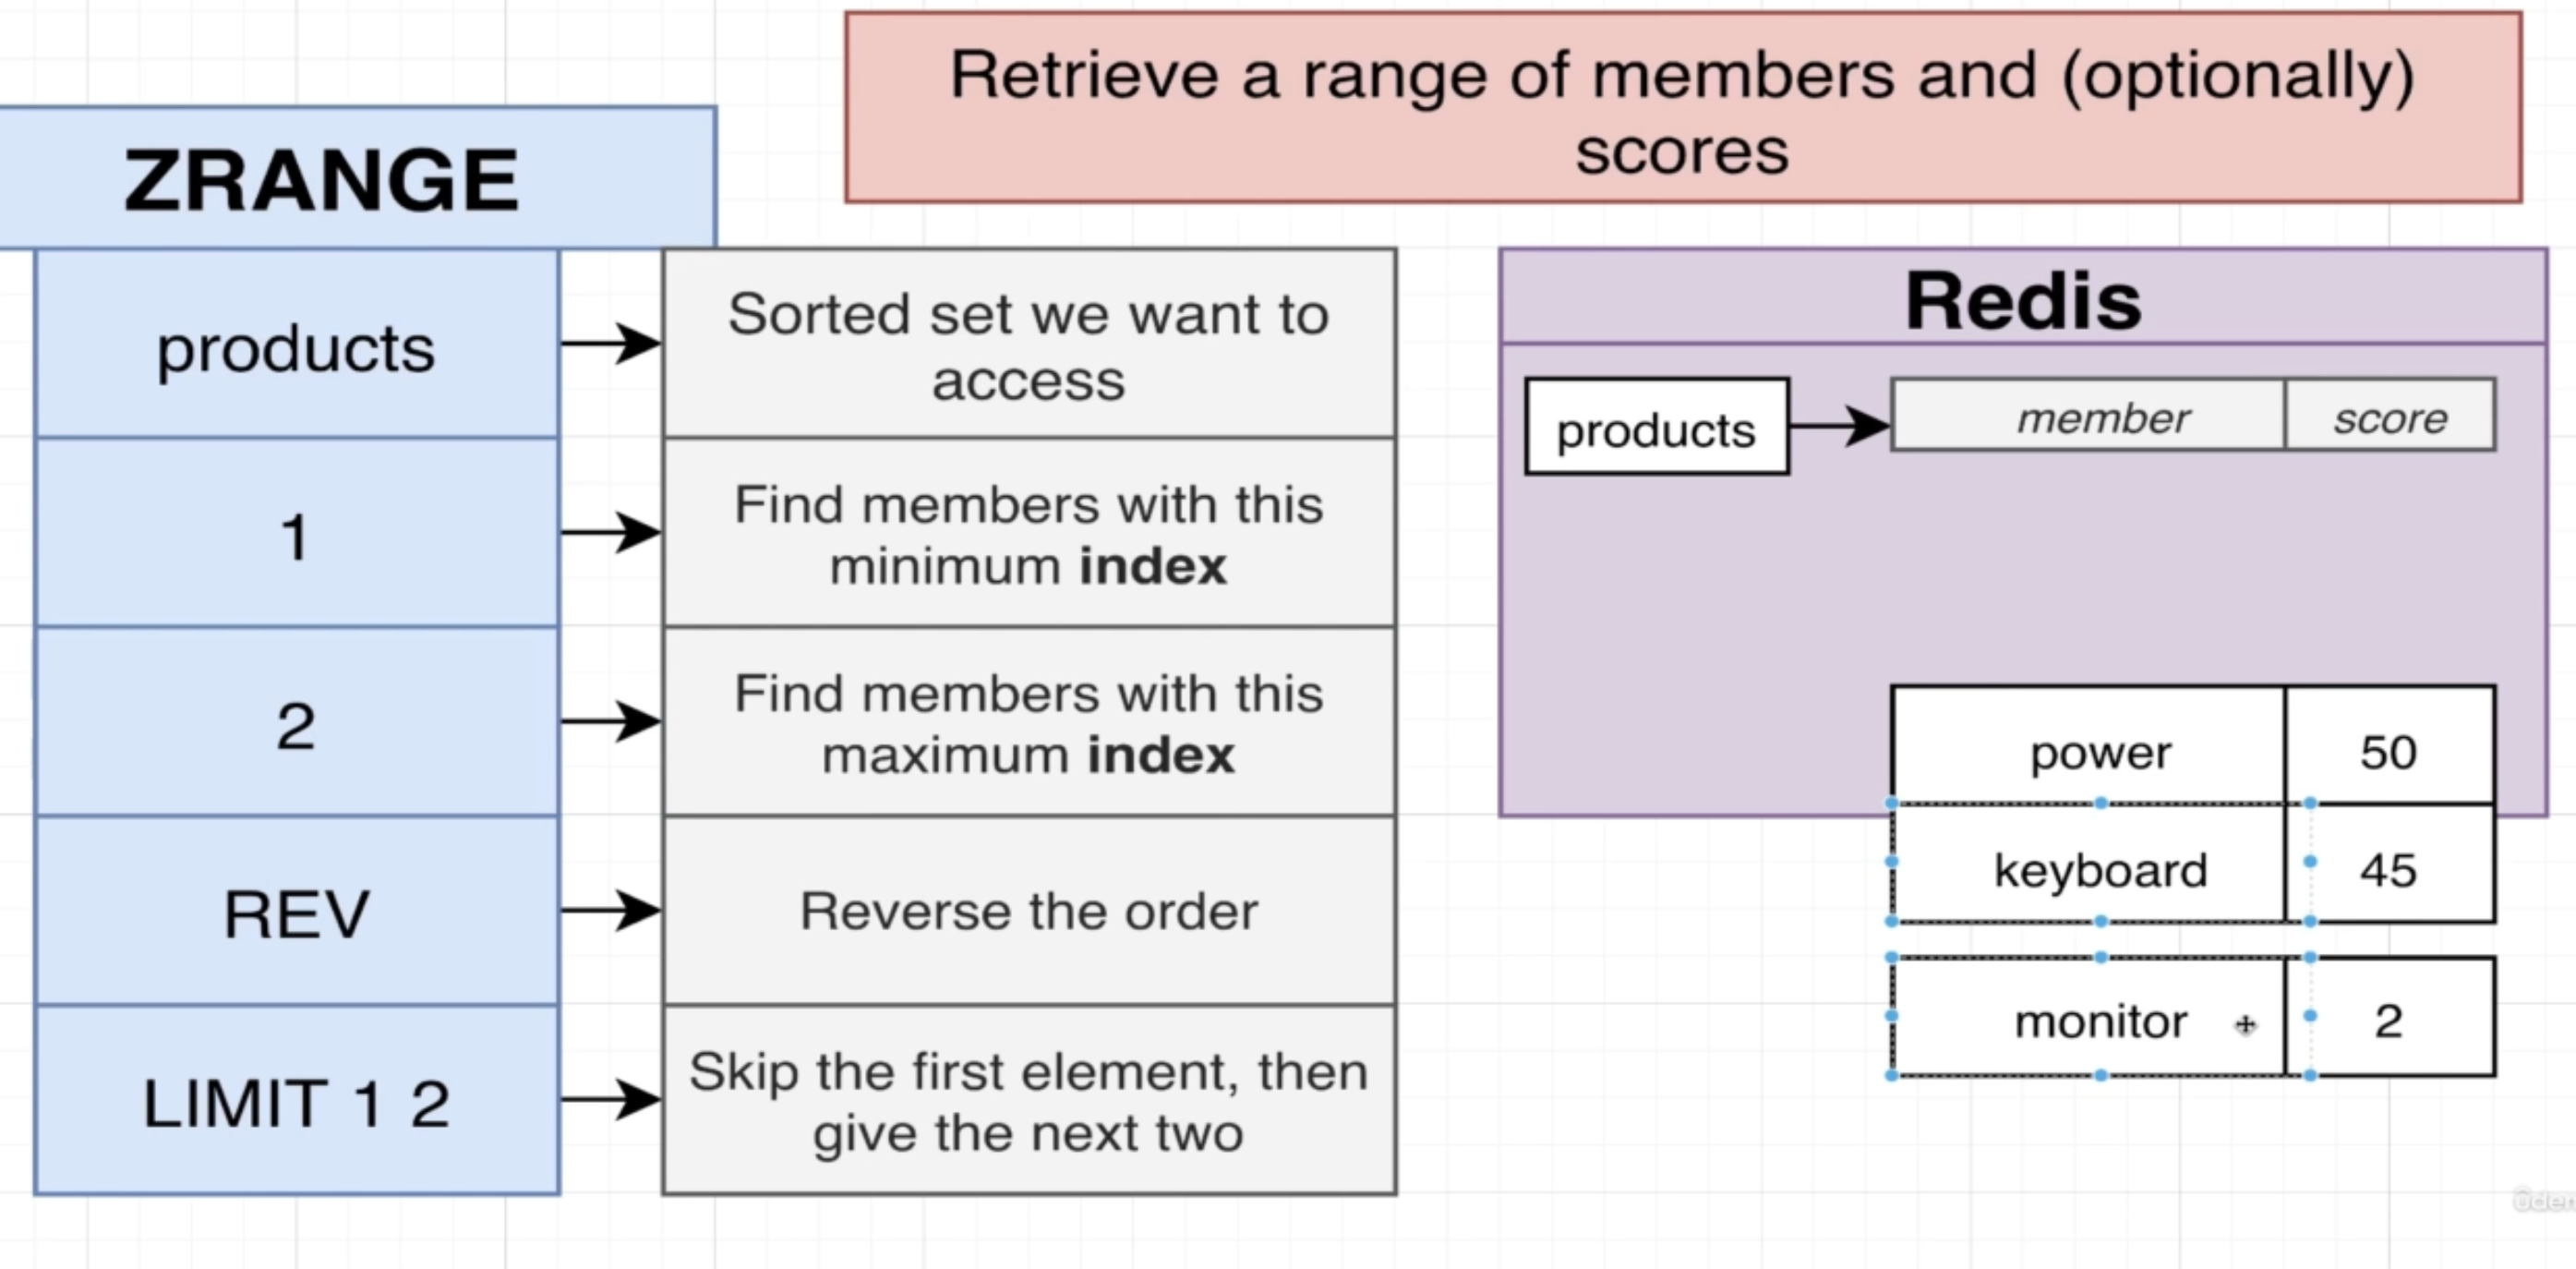 Retrieve a range of members and (optionally)
scores
ZRANGE
products
Sorted set we want to
access
1
Find members with this
minimum index
2
Find members with this
maximum index
REV
Reverse the order
LIMIT 1 2
Skip the first element, then
give the next two
Redis
products
member score
power 50
keyboard 45
monitor 2